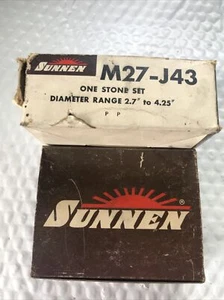 SUNNEN M27-J43
ONE STONE SET
DIAMETER RANGE 2.7" to 4.25"
P P
SUNNEN®